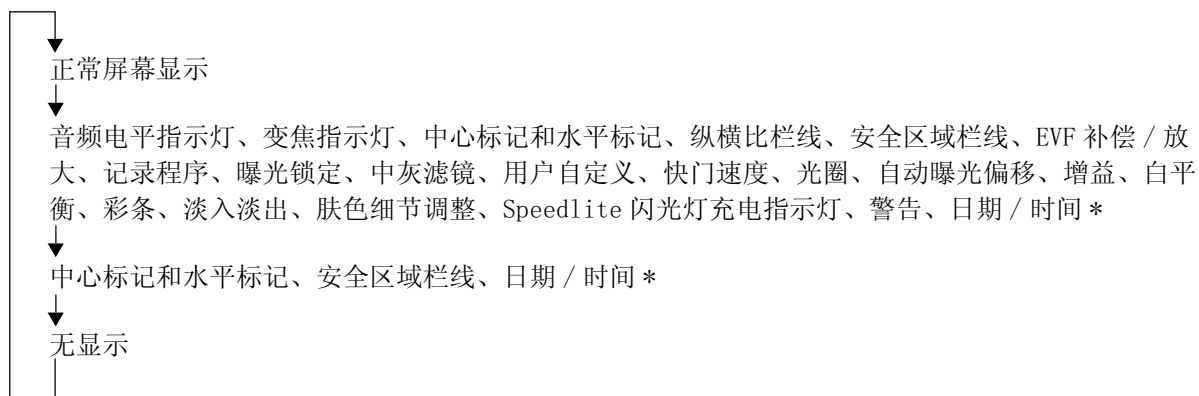 正常屏幕显示
音频电平指示灯、变焦指示灯、中心标记和水平标记、纵横比栏线、安全区域栏线、EVF 补偿 / 放
大、记录程序、曝光锁定、中灰滤镜、用户自定义、快门速度、光圈、自动曝光偏移、增益、白平
衡、彩条、淡入淡出、肤色细节调整、Speedlite 闪光灯充电指示灯、警告、日期 / 时间 *
中心标记和水平标记、安全区域栏线、日期 / 时间 *
无显示